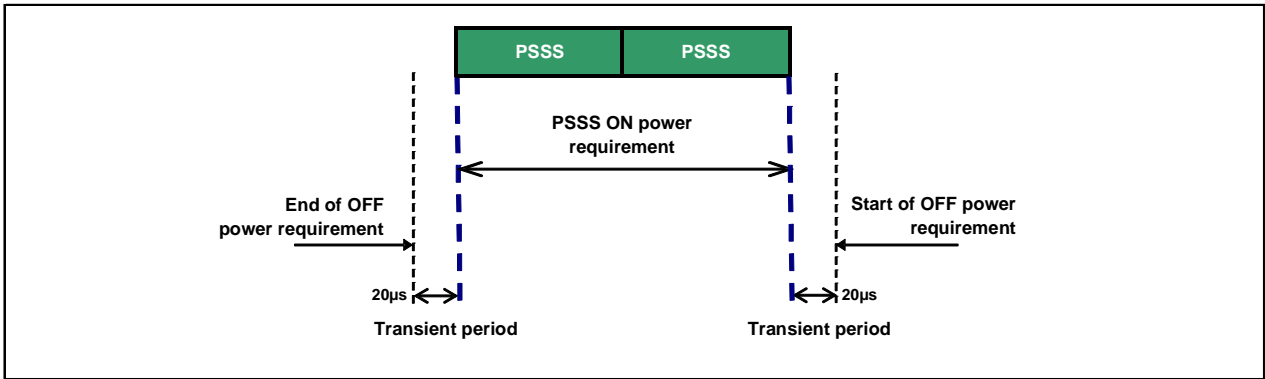 PSSS PSSS
PSSS ON power
requirement
End of OFF
power requirement
Start of OFF power
requirement
20µs
20µs
Transient period
Transient period